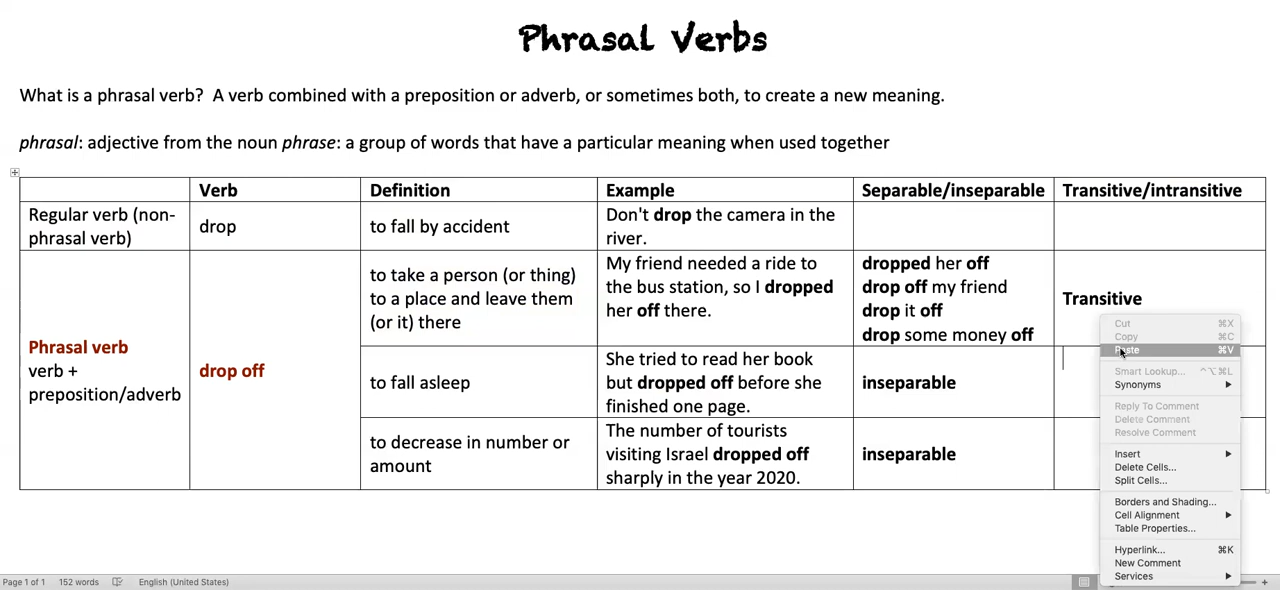 Phrasal Verbs
What is a phrasal verb?  A verb combined with a preposition or adverb, or sometimes both, to create a new meaning.
phrasal: adjective from the noun phrase: a group of words that have a particular meaning when used together
Verb
Definition
Example
Separable/inseparable
Transitive/intransitive
Regular verb (non-
phrasal verb)
drop
to fall by accident
Don't drop the camera in the
river.
Phrasal verb
verb +
preposition/adverb
drop off
to take a person (or thing)
to a place and leave them
(or it) there
My friend needed a ride to
the bus station, so I dropped
her off there.
dropped her off
drop off my friend
drop it off
drop some money off
Transitive
to fall asleep
She tried to read her book
but dropped off before she
finished one page.
inseparable
to decrease in number or
amount
The number of tourists
visiting Israel dropped off
sharply in the year 2020.
inseparable
Cut ⌘X
Copy ⌘C
Paste ⌘V
Smart Lookup... ^⌥⌘L
Synonyms
Reply To Comment
Delete Comment
Resolve Comment
Insert
Delete Cells...
Split Cells...
Borders and Shading...
Cell Alignment
Table Properties...
Hyperlink... ⌘K
New Comment
Services
Page 1 of 1 152 words English (United States)